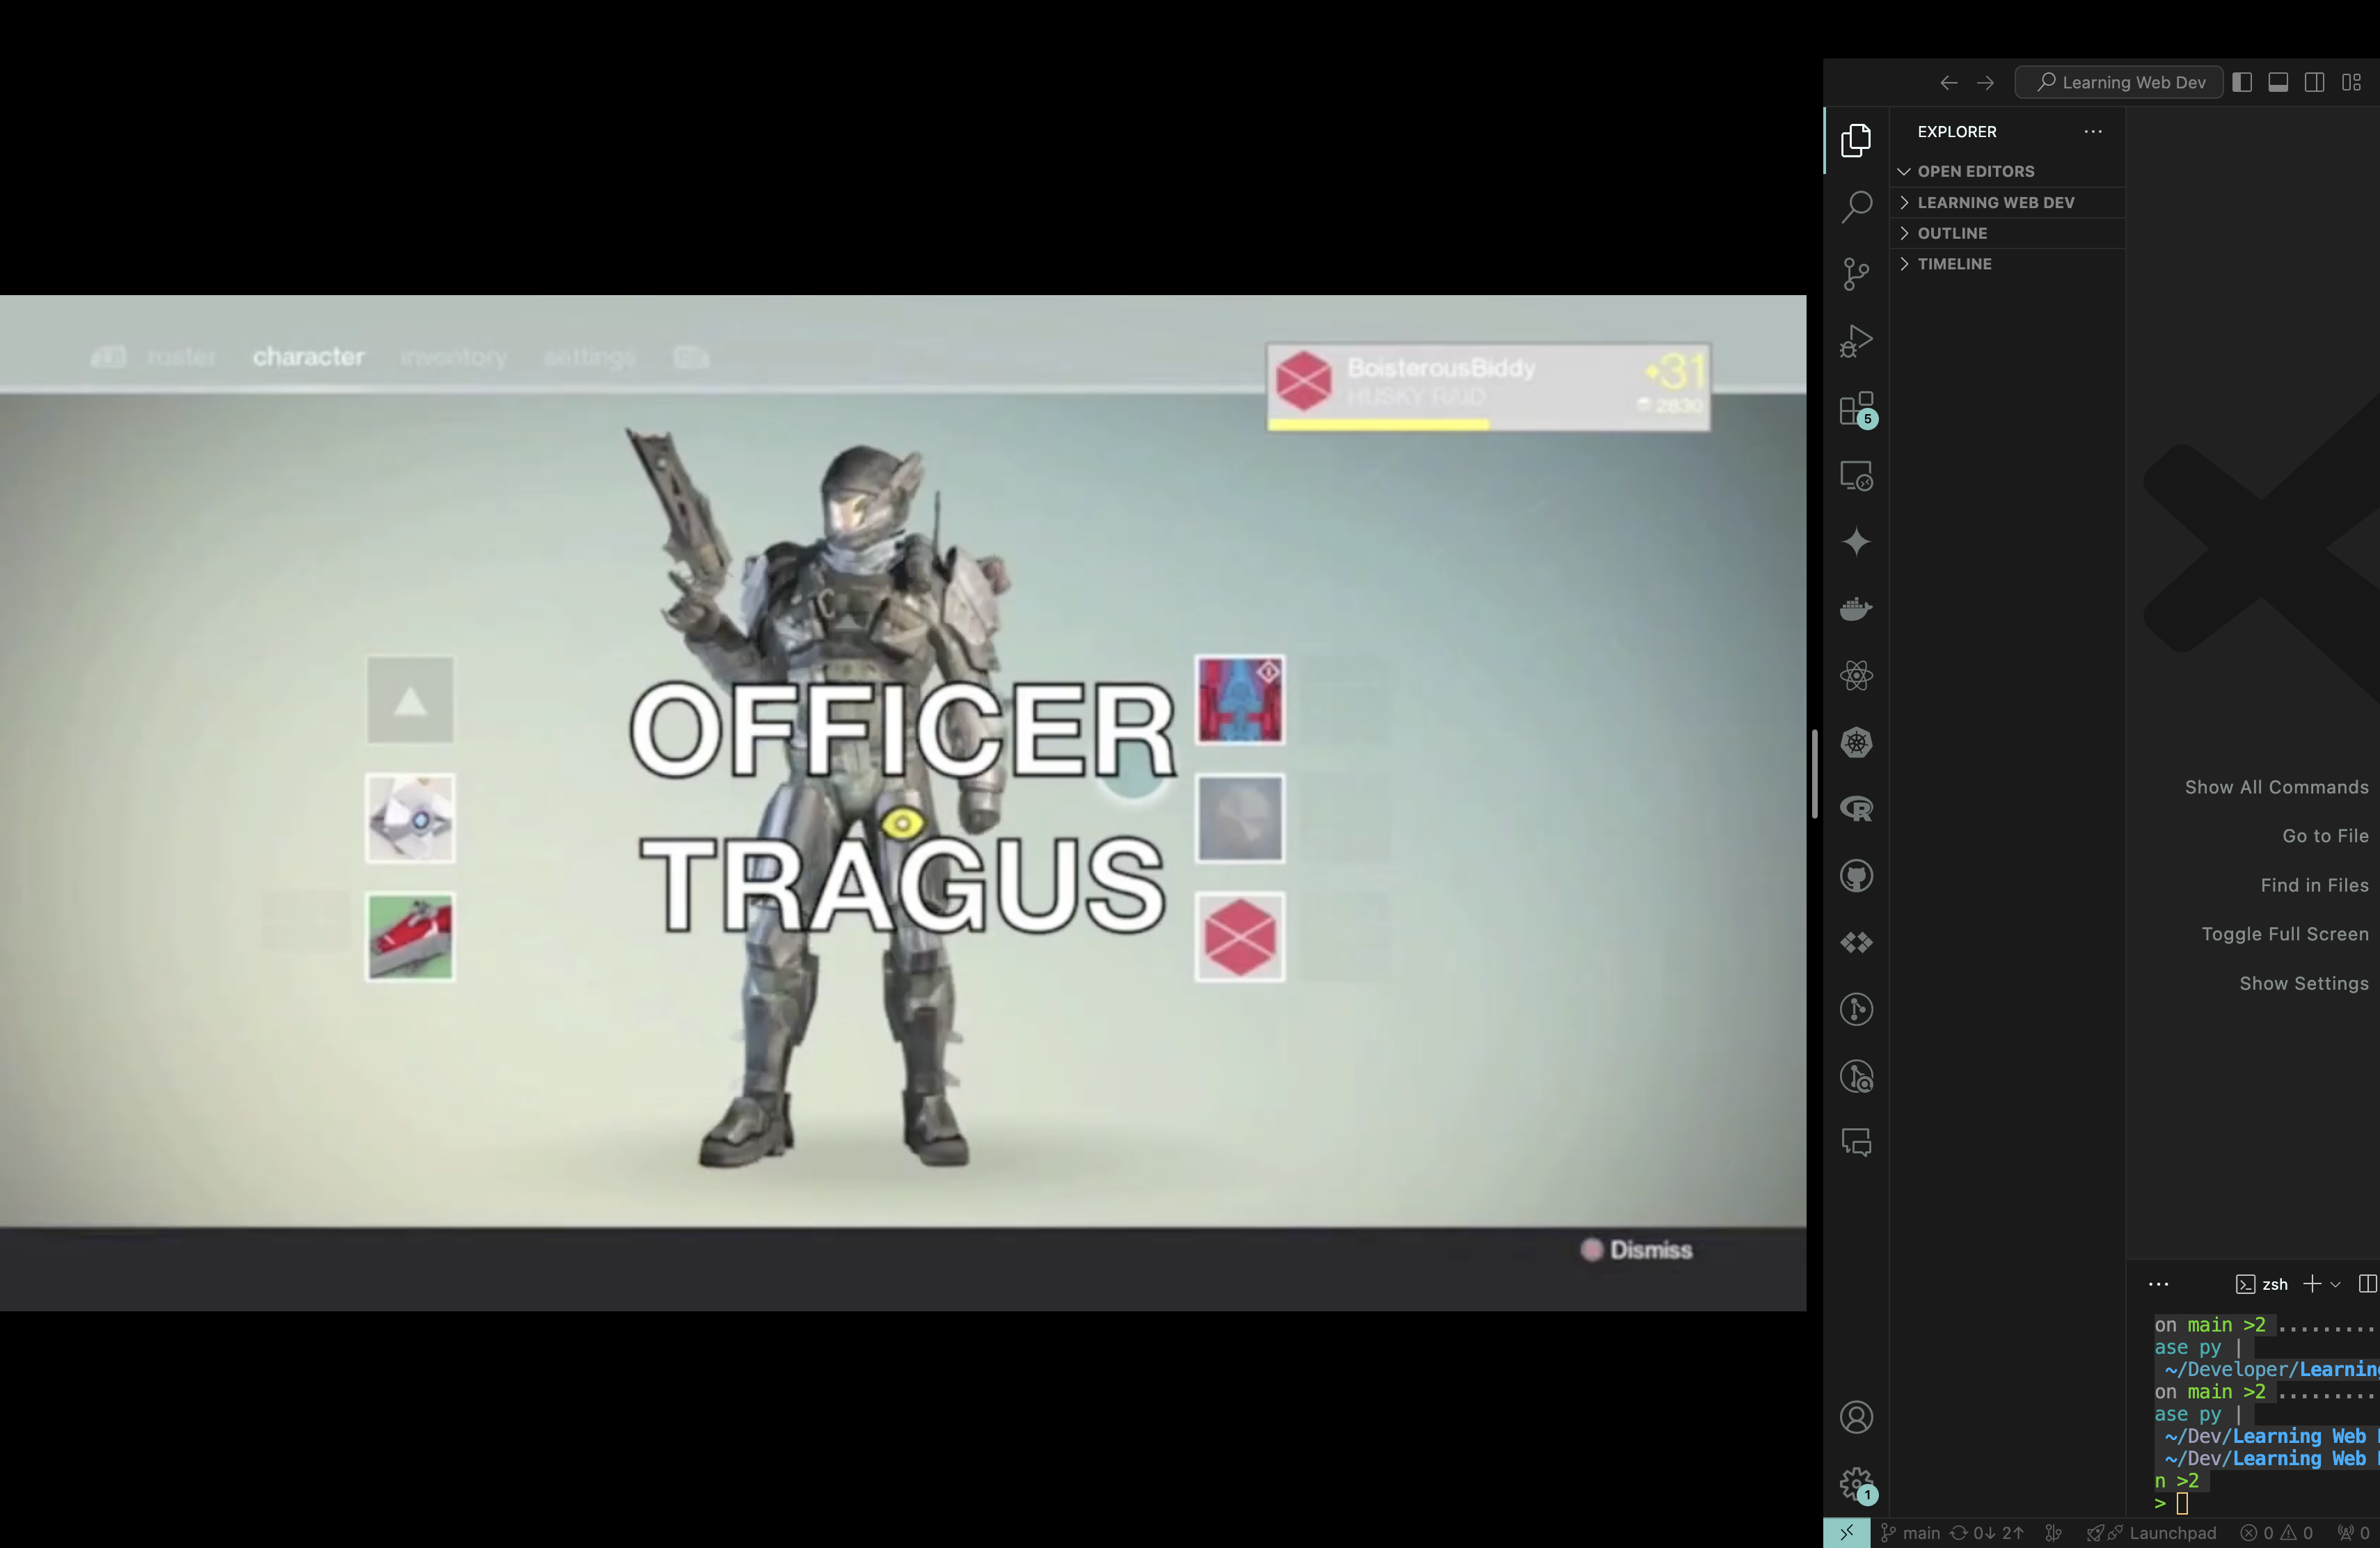 roster character inventory settings
BoisterousBiddy
+31
HUSKY RAID
2830
OFFICER
TRAGUS
Dismiss
Learning Web Dev
EXPLORER
OPEN EDITORS
LEARNING WEB DEV
OUTLINE
TIMELINE
5
Show All Commands
Go to File
Find in Files
Toggle Full Screen
Show Settings
zsh
on main >2 .........
ase py |
~/Developer/Learning
on main >2 .........
ase py |
~/Dev/Learning Web
~/Dev/Learning Web
n >2
>
1
main 0↓ 2↑ Launchpad 0 0 0